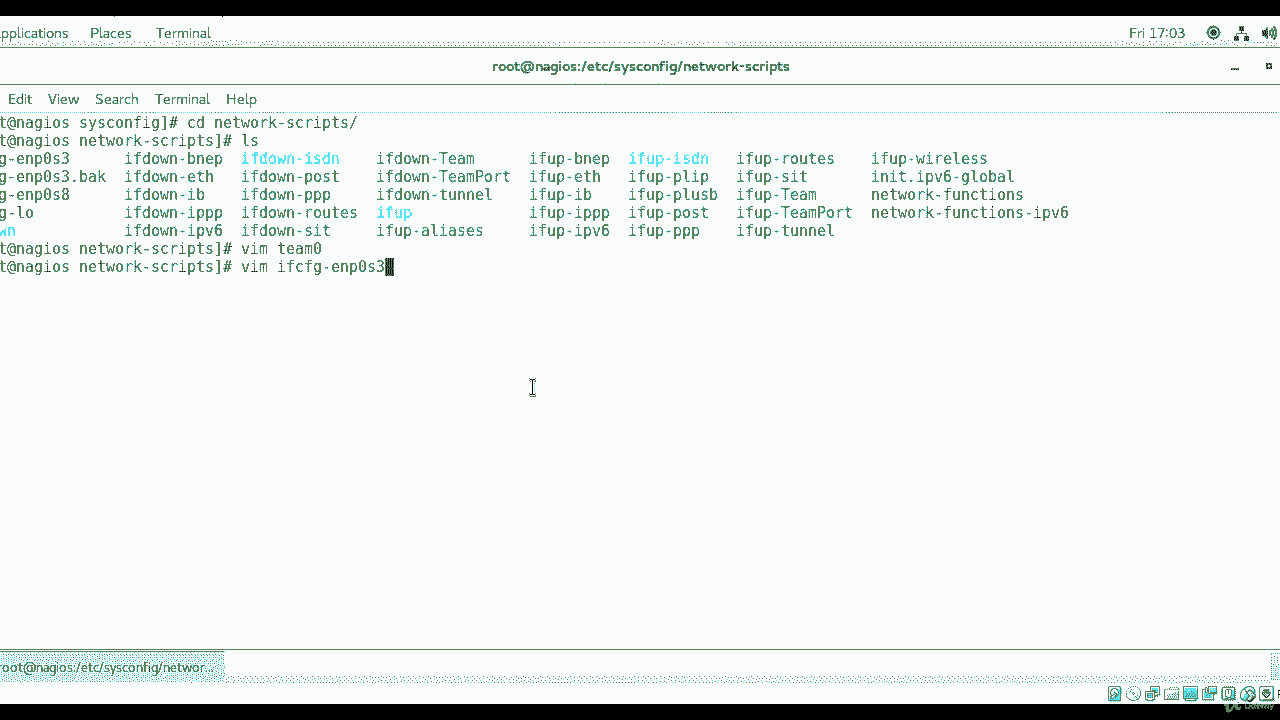 pplications Places Terminal Fri 17:03
root@nagios:/etc/sysconfig/network-scripts
Edit View Search Terminal Help
t@nagios sysconfig]# cd network-scripts/
t@nagios network-scripts]# ls
g-enp0s3 ifdown-bnep ifdown-isdn ifdown-Team ifup-bnep ifup-isdn ifup-routes ifup-wireless
g-enp0s3.bak ifdown-eth ifdown-post ifdown-TeamPort ifup-eth ifup-plip ifup-sit init.ipv6-global
g-enp0s8 ifdown-ib ifdown-ppp ifdown-tunnel ifup-ib ifup-plusb ifup-Team network-functions
g-lo ifdown-ippp ifdown-routes ifup ifup-ippp ifup-post ifup-TeamPort network-functions-ipv6
wn ifdown-ipv6 ifdown-sit ifup-aliases ifup-ipv6 ifup-ppp ifup-tunnel
t@nagios network-scripts]# vim team0
t@nagios network-scripts]# vim ifcfg-enp0s3
root@nagios:/etc/sysconfig/networ...